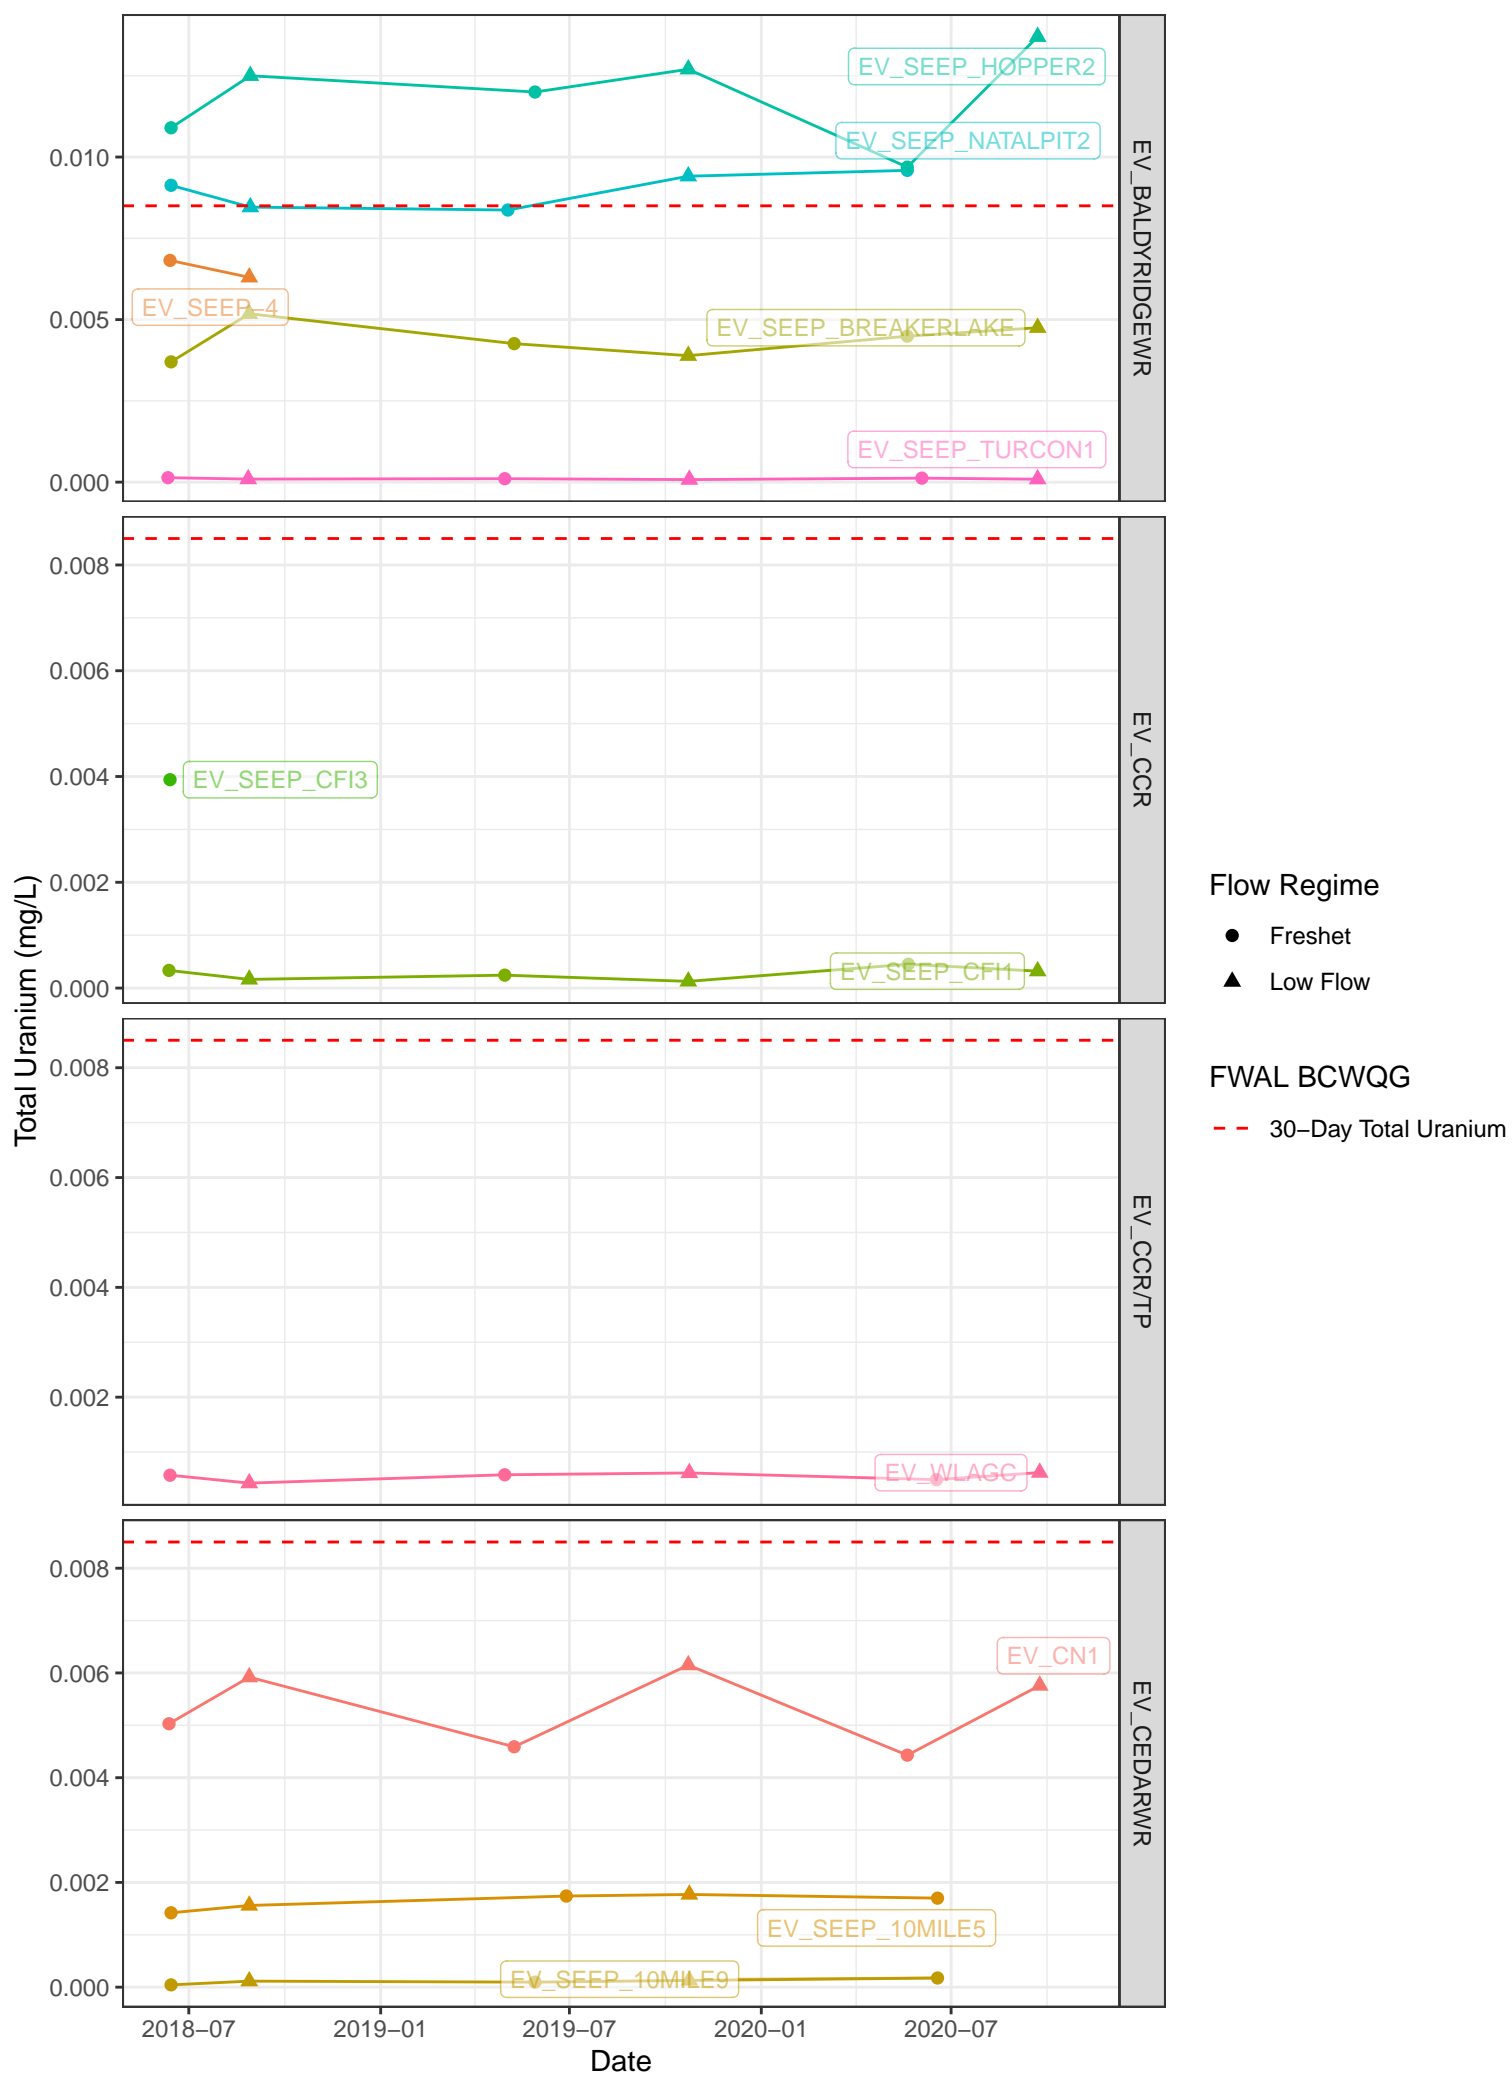 EV_SEEP_HOPPER2
EV_SEEP_NATALPIT2
0.010
EV_SEEP-4
0.005
EV_SEEP_BREAKERLAKE
EV_SEEP_TURCON1
0.000
EV_BALDYRIDGEWR
0.008
0.006
0.004
EV_SEEP_CFI3
0.002
EV_SEEP_CFI1
0.000
EV_CCR
Total Uranium (mg/L)
0.008
0.006
0.004
0.002
EV_WLAGC
EV_CCR/TP
0.008
0.006
EV_CN1
0.004
0.002
EV_SEEP_10MILE5
EV_SEEP_10MILE9
0.000
EV_CEDARWR
2018-07
2019-01
2019-07
2020-01
2020-07
Date
Flow Regime
Freshet
Low Flow
FWAL BCWQG
30-Day Total Uranium